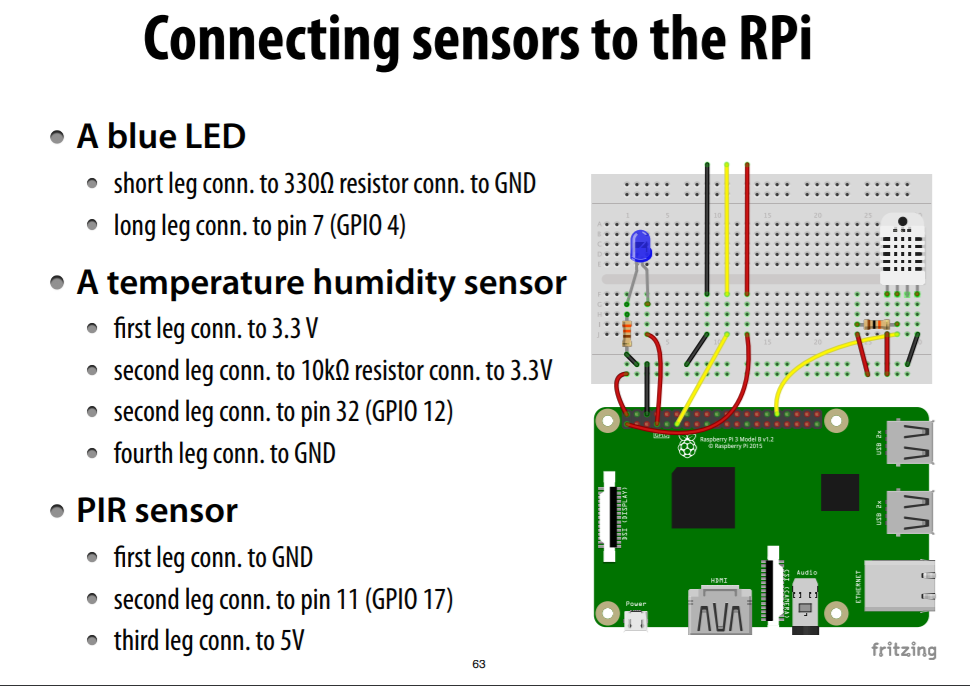 Connecting sensors to the RPi
A blue LED
short leg conn. to 330Ω resistor conn. to GND
long leg conn. to pin 7 (GPIO 4)
A temperature humidity sensor
first leg conn. to 3.3 V
second leg conn. to 10kΩ resistor conn. to 3.3V
second leg conn. to pin 32 (GPIO 12)
fourth leg conn. to GND
PIR sensor
first leg conn. to GND
second leg conn. to pin 11 (GPIO 17)
third leg conn. to 5V
Raspberry Pi 3 Model B v1.2
© Raspberry Pi 2015
USB 2x
DSI (DISPLAY)
USB 2x
HDMI
CSI (CAMERA)
Audio
ETHERNET
Power
fritzing
63